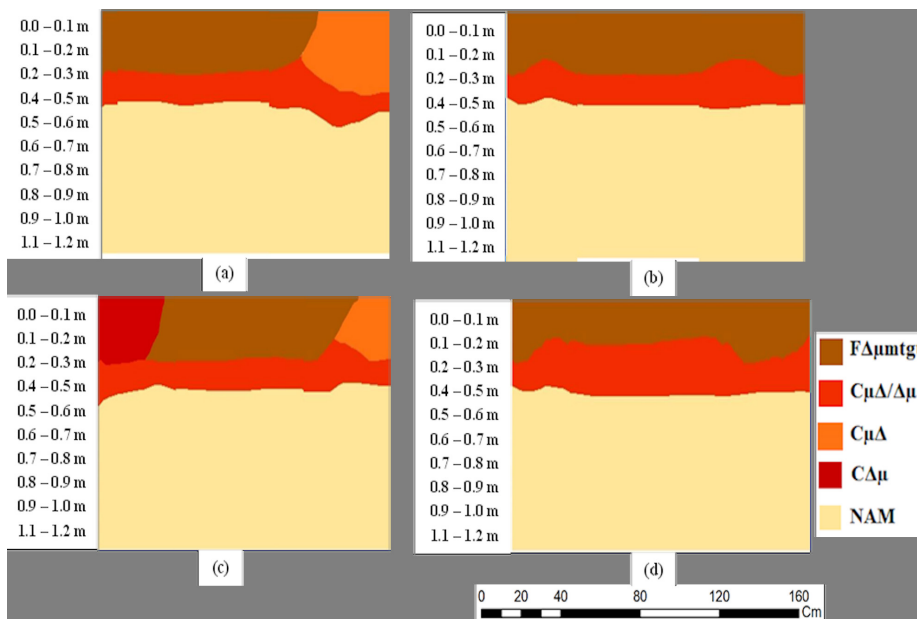 0.0 – 0.1 m
0.1 – 0.2 m
0.2 – 0.3 m
0.4 – 0.5 m
0.5 – 0.6 m
0.6 – 0.7 m
0.7 – 0.8 m
0.8 – 0.9 m
0.9 – 1.0 m
1.1 – 1.2 m
(a)
0.0 – 0.1 m
0.1 – 0.2 m
0.2 – 0.3 m
0.4 – 0.5 m
0.5 – 0.6 m
0.6 – 0.7 m
0.7 – 0.8 m
0.8 – 0.9 m
0.9 – 1.0 m
1.1 – 1.2 m
(b)
0.0 – 0.1 m
0.1 – 0.2 m
0.2 – 0.3 m
0.4 – 0.5 m
0.5 – 0.6 m
0.6 – 0.7 m
0.7 – 0.8 m
0.8 – 0.9 m
0.9 – 1.0 m
1.1 – 1.2 m
(c)
0.0 – 0.1 m
0.1 – 0.2 m
0.2 – 0.3 m
0.4 – 0.5 m
0.5 – 0.6 m
0.6 – 0.7 m
0.7 – 0.8 m
0.8 – 0.9 m
0.9 – 1.0 m
1.1 – 1.2 m
(d)
FΔμmtg
CμΔ/Δμ
CμΔ
CΔμ
NAM
0 20 40 80 120 160
Cm